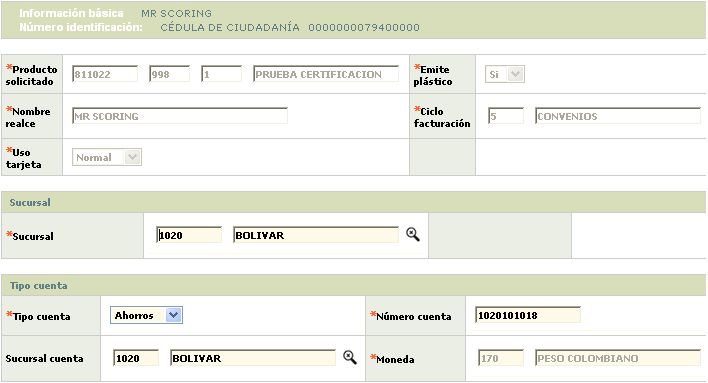 Información básica MR SCORING
Número identificación: CÉDULA DE CIUDADANÍA 0000000079400000
*Producto solicitado 811022 998 1 PRUEBA CERTIFICACION *Emite plástico Si
*Nombre realce MR SCORING *Ciclo facturación 5 CONVENIOS
*Uso tarjeta Normal
Sucursal
*Sucursal 1020 BOLIVAR
Tipo cuenta
*Tipo cuenta Ahorros *Número cuenta 1020101018
Sucursal cuenta 1020 BOLIVAR *Moneda 170 PESO COLOMBIANO